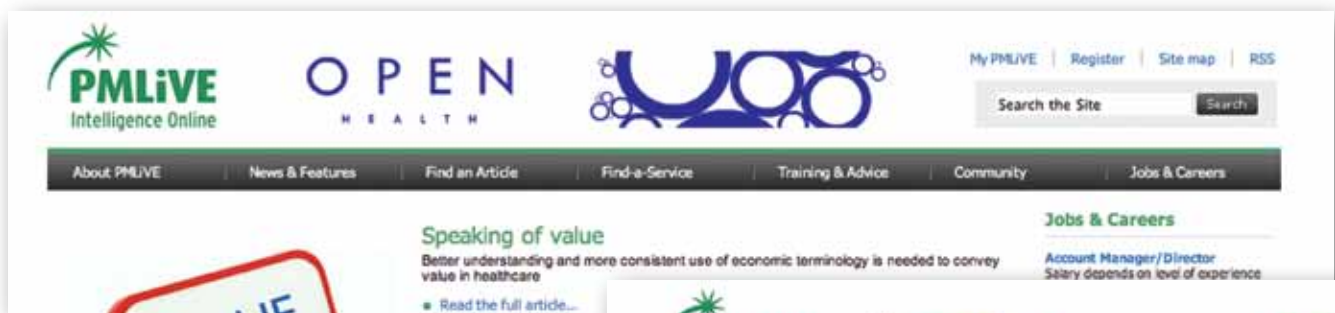 PMLiVE
Intelligence Online
OPEN
HEALTH
My PMLiVE | Register | Site map | RSS
Search the Site Search
About PMLiVE | News & Features | Find an Article | Find-a-Service | Training & Advice | Community | Jobs & Careers
Speaking of value
Better understanding and more consistent use of economic terminology is needed to convey
value in healthcare
Read the full article...
Jobs & Careers
Account Manager/Director
Salary depends on level of experience